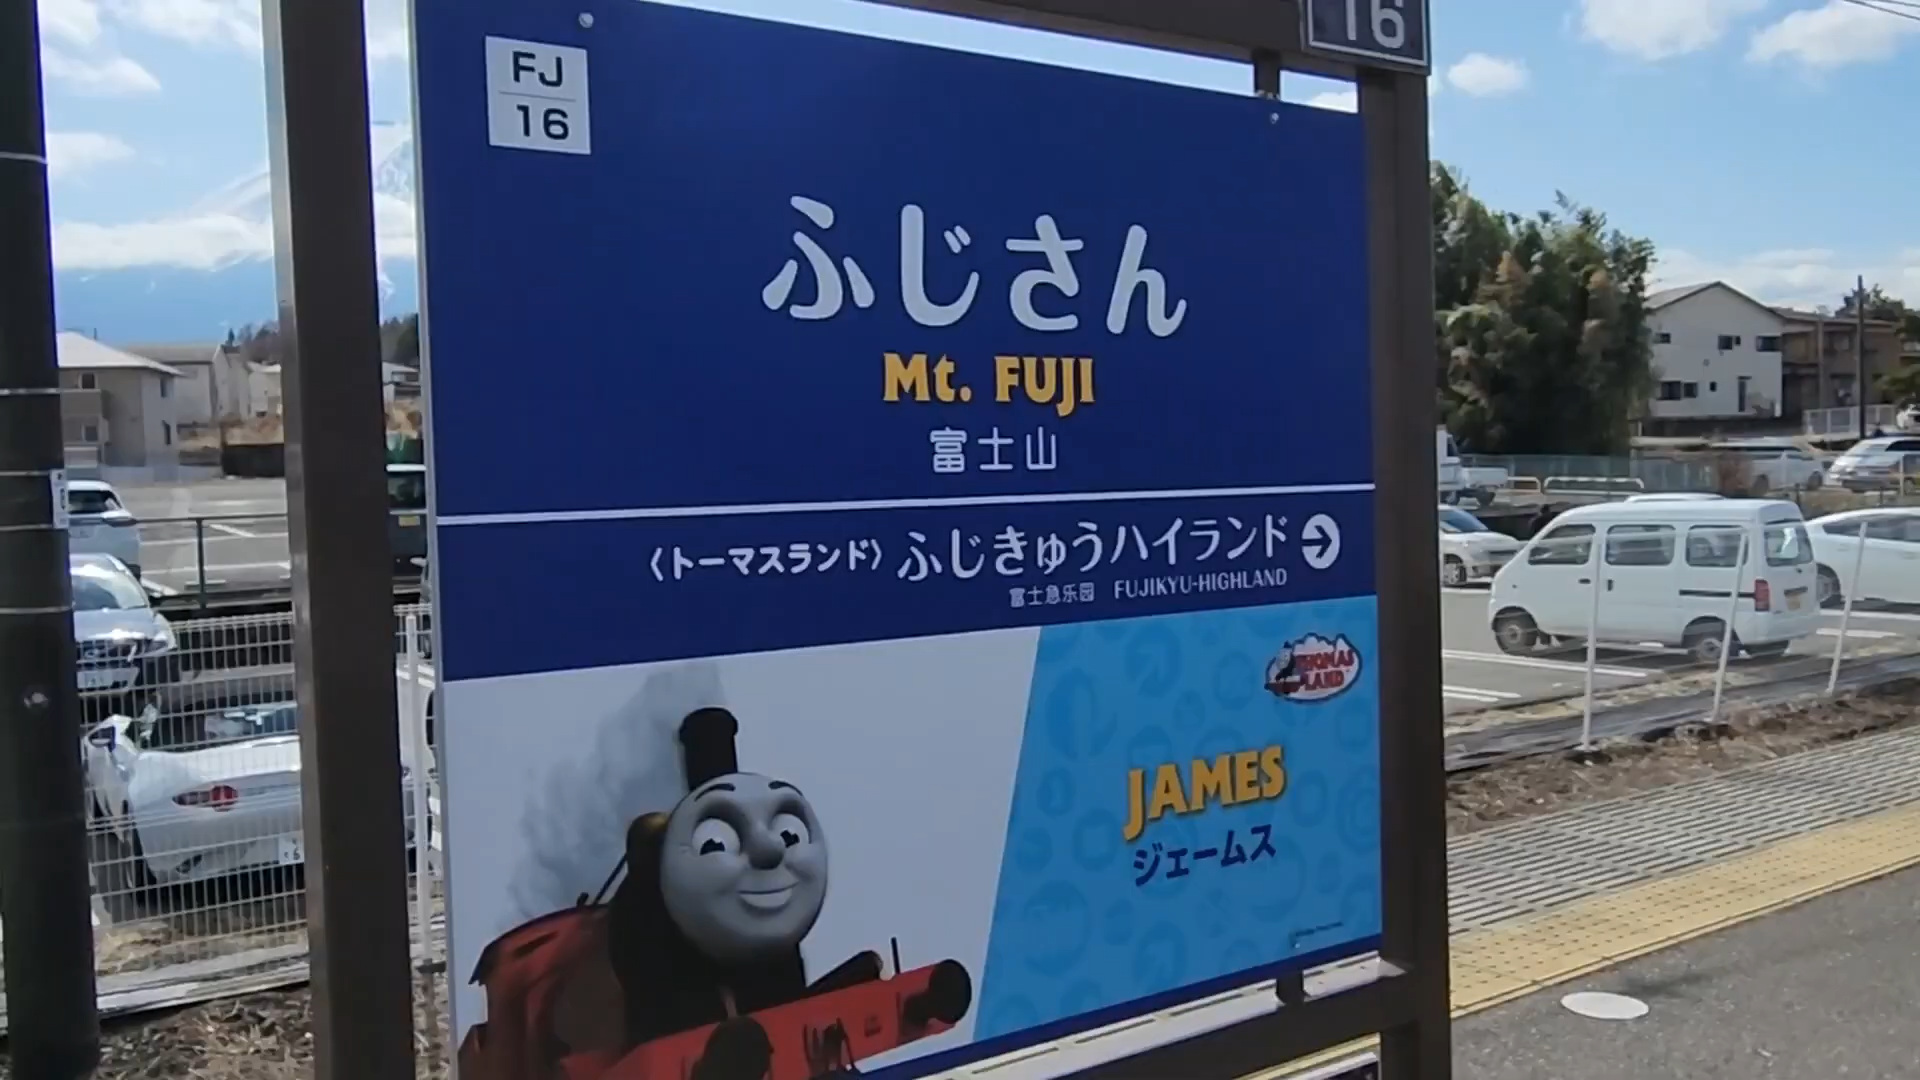 16
FJ
16
ふじさん
Mt. FUJI
富士山
〈トーマスランド〉ふじきゅうハイランド
富士急乐园 FUJIKYU-HIGHLAND
THOMAS LAND
JAMES
ジェームス